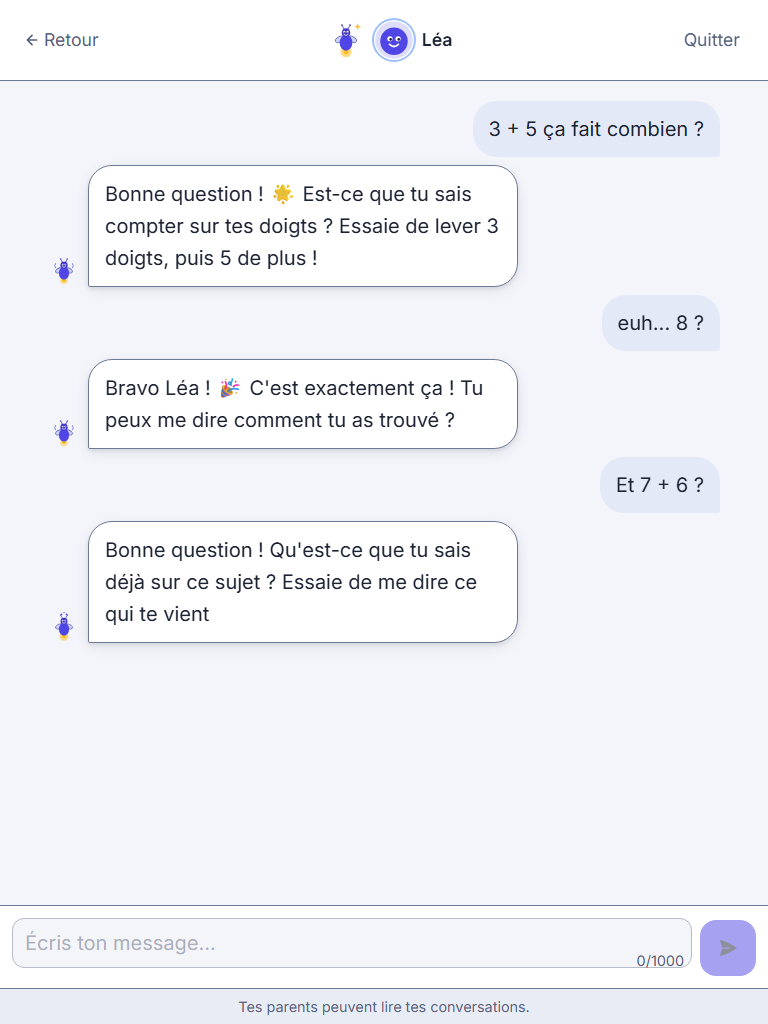 ← Retour
Léa
Quitter
3 + 5 ça fait combien ?
Bonne question ! 🌟 Est-ce que tu sais
compter sur tes doigts ? Essaie de lever 3
doigts, puis 5 de plus !
euh... 8 ?
Bravo Léa ! 🎉 C'est exactement ça ! Tu
peux me dire comment tu as trouvé ?
Et 7 + 6 ?
Bonne question ! Qu'est-ce que tu sais
déjà sur ce sujet ? Essaie de me dire ce
qui te vient
Écris ton message...
0/1000
Tes parents peuvent lire tes conversations.